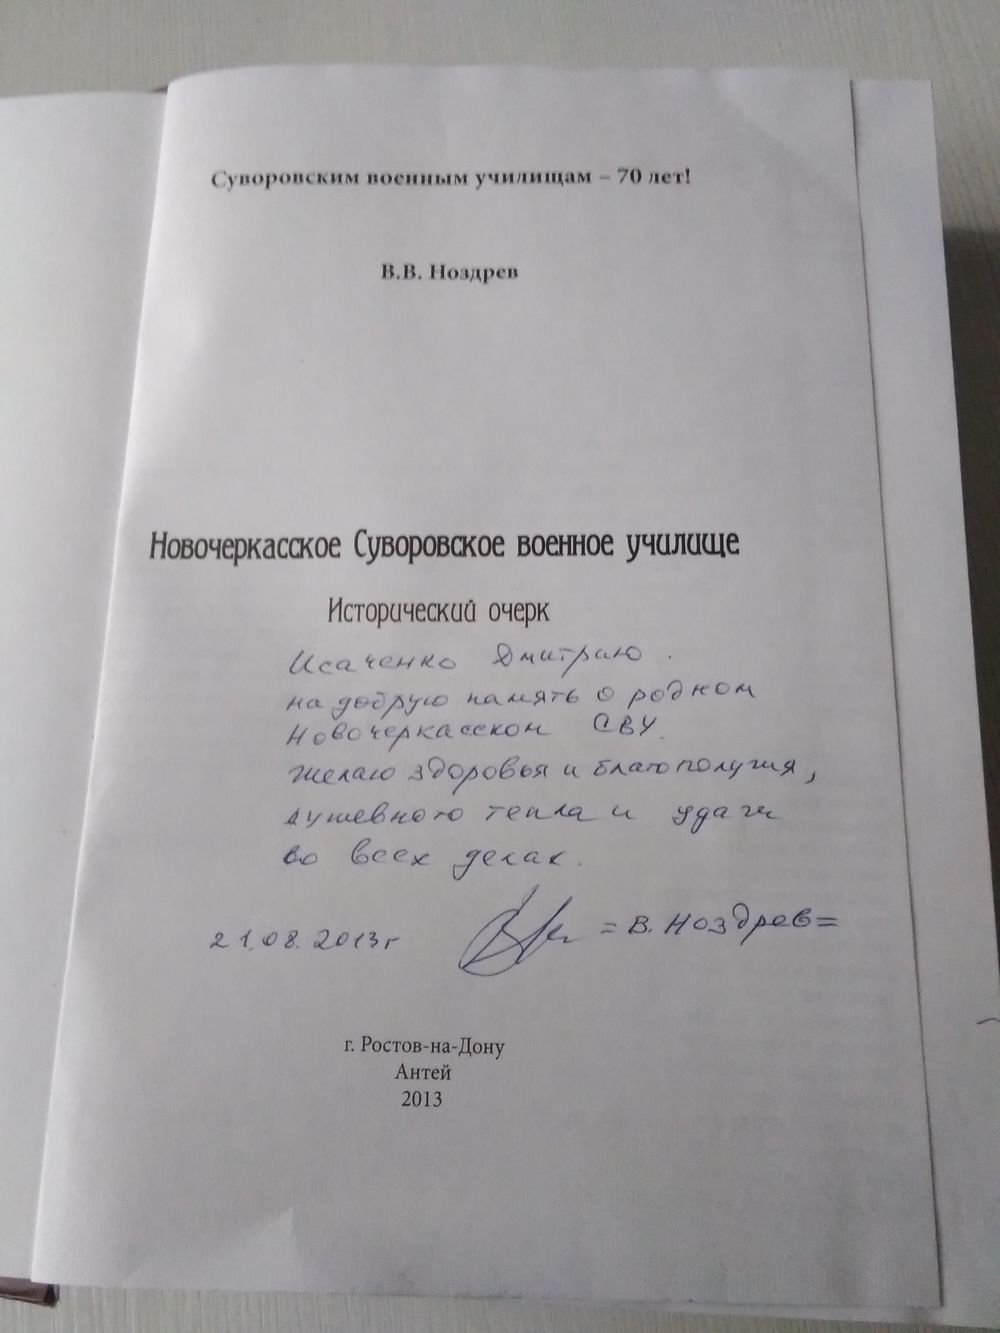 Суворовским военным училищам – 70 лет!
В.В. Ноздрев
Новочеркасское Суворовское военное училище
Исторический очерк
Исаченко Дмитрию.
на добрую память о родном
Новочеркасском СВУ.
Желаю здоровья и благополучия,
душевного тепла и удачи
во всех делах.
21.08.2013г = В. Ноздрев =
г. Ростов-на-Дону
Антей
2013